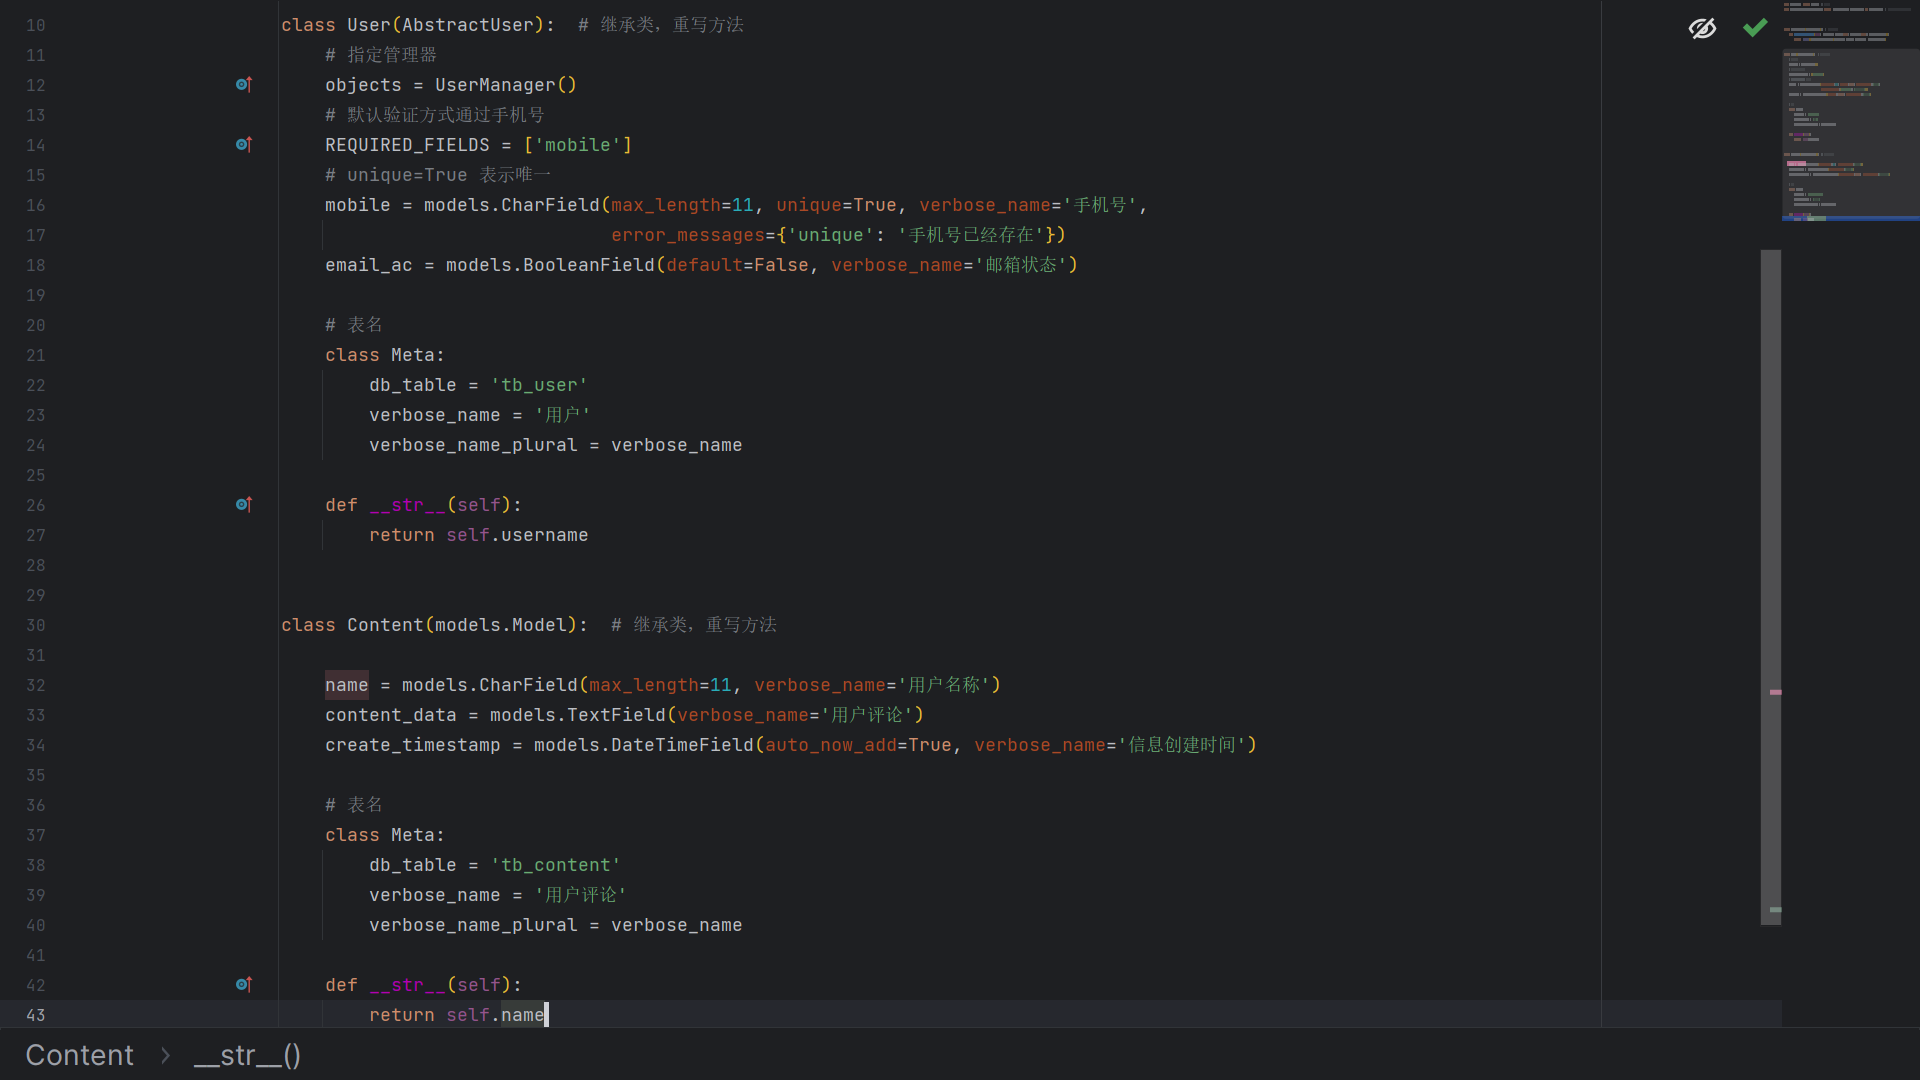 10 class User(AbstractUser):  # 继承类，重写方法
11     # 指定管理器
12     objects = UserManager()
13     # 默认验证方式通过手机号
14     REQUIRED_FIELDS = ['mobile']
15     # unique=True 表示唯一
16     mobile = models.CharField(max_length=11, unique=True, verbose_name='手机号',
17                               error_messages={'unique': '手机号已经存在'})
18     email_ac = models.BooleanField(default=False, verbose_name='邮箱状态')
19
20     # 表名
21     class Meta:
22         db_table = 'tb_user'
23         verbose_name = '用户'
24         verbose_name_plural = verbose_name
25
26     def __str__(self):
27         return self.username
28
29
30 class Content(models.Model):  # 继承类，重写方法
31
32     name = models.CharField(max_length=11, verbose_name='用户名称')
33     content_data = models.TextField(verbose_name='用户评论')
34     create_timestamp = models.DateTimeField(auto_now_add=True, verbose_name='信息创建时间')
35
36     # 表名
37     class Meta:
38         db_table = 'tb_content'
39         verbose_name = '用户评论'
40         verbose_name_plural = verbose_name
41
42     def __str__(self):
43         return self.name
Content > __str__()